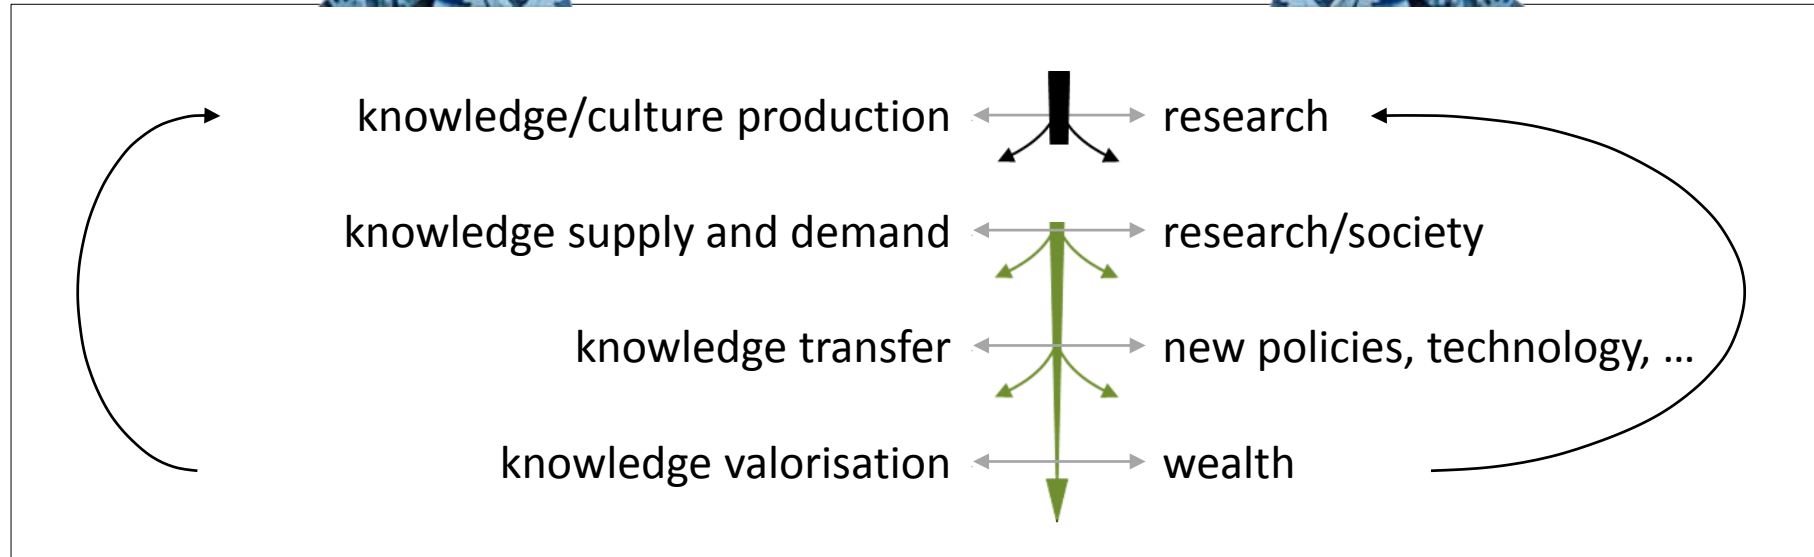 knowledge/culture production research
knowledge supply and demand research/society
knowledge transfer new policies, technology, ...
knowledge valorisation wealth